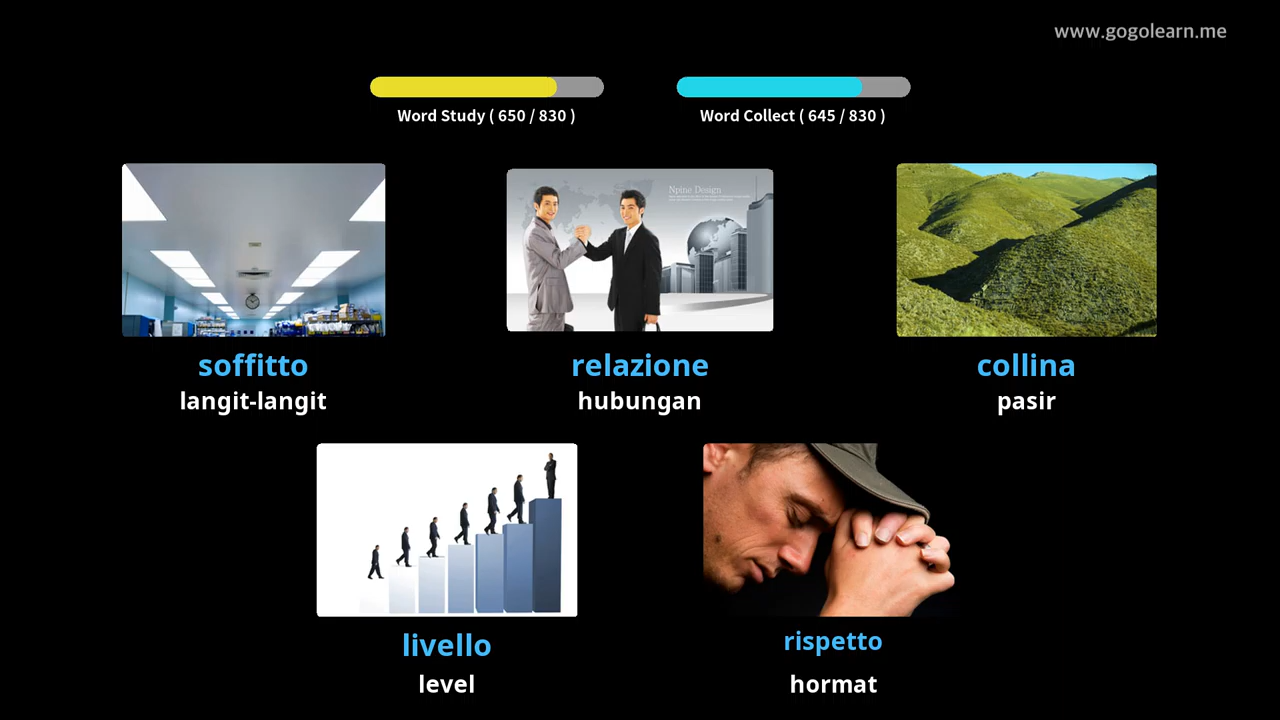 www.gogolearn.me
Word Study ( 650 / 830 )
Word Collect ( 645 / 830 )
Npine Design
soffitto
relazione
collina
langit-langit
hubungan
pasir
livello
rispetto
level
hormat